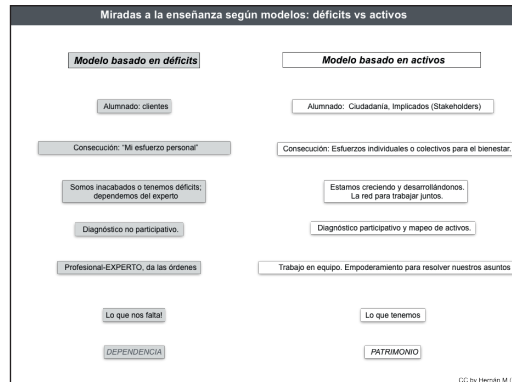 Miradas a la enseñanza según modelos: déficits vs activos
Modelo basado en déficits
Modelo basado en activos
Alumnado: clientes
Alumnado: Ciudadanía, Implicados (Stakeholders)
Consecución: "Mi esfuerzo personal"
Consecución: Esfuerzos individuales o colectivos para el bienestar.
Somos inacabados o tenemos déficits;
dependemos del experto
Estamos creciendo y desarrollándonos.
La red para trabajar juntos.
Diagnóstico no participativo.
Diagnóstico participativo y mapeo de activos.
Profesional-EXPERTO, da las órdenes
Trabajo en equipo. Empoderamiento para resolver nuestros asuntos
Lo que nos falta!
Lo que tenemos
DEPENDENCIA
PATRIMONIO
CC by Hernán M